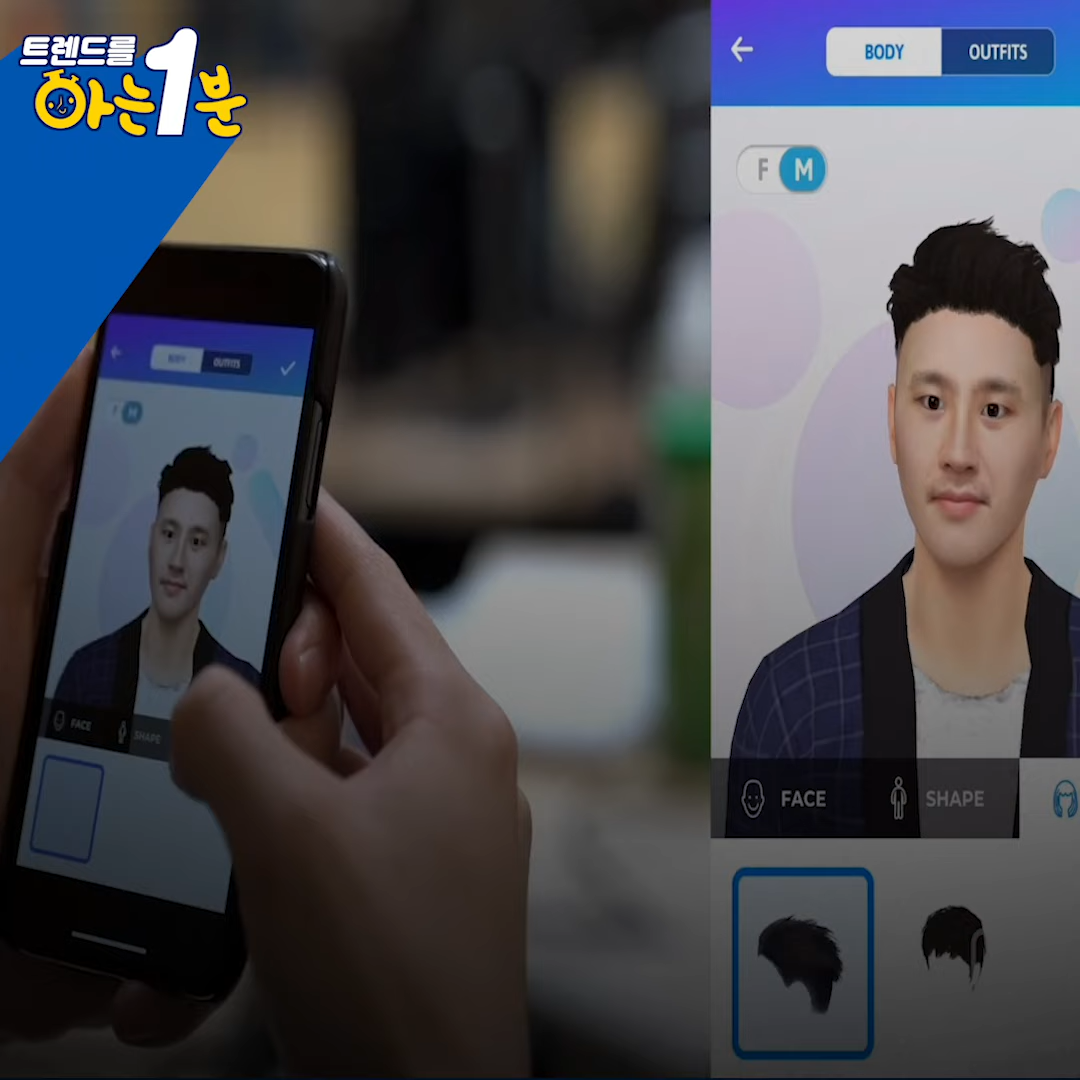 트렌드를
아는1분
BODY
OUTFITS
F
M
FACE
SHAPE
BODY
OUTFITS
F
M
FACE
SHAPE